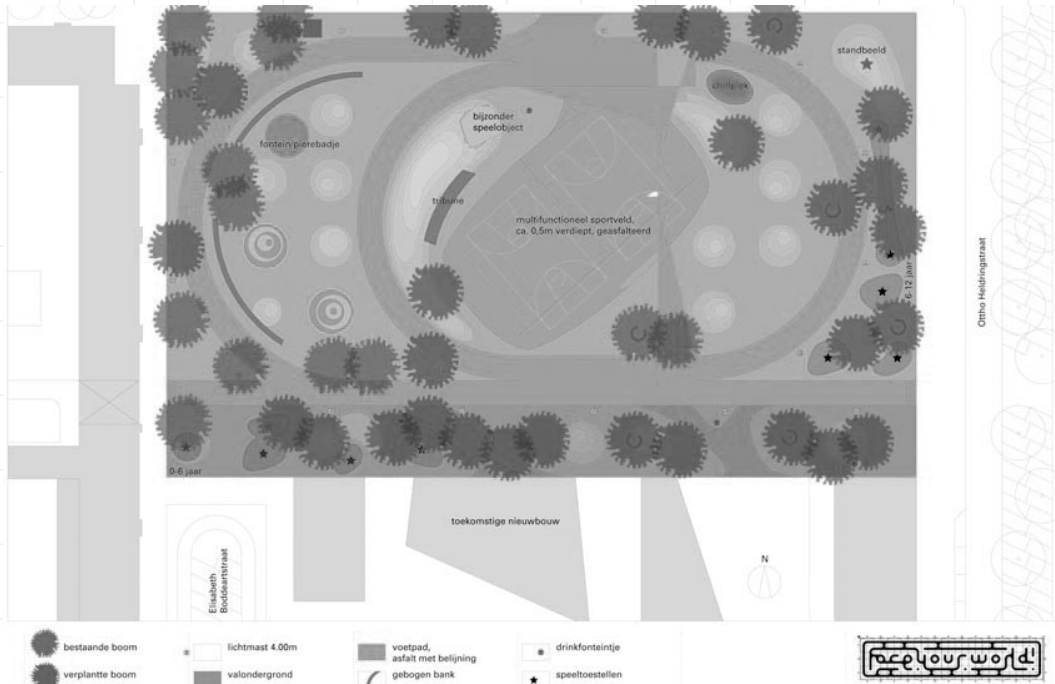 standbeeld
chillplek
bijzonder
speelobject
fontein/pierebadje
tribune
multifunctioneel sportveld,
ca. 0,5m verdiept, geasfalteerd
Ottho Heldringstraat
6-12 jaar
0-6 jaar
toekomstige nieuwbouw
Elisabeth
Boddaertstraat
N
bestaande boom
lichtmast 4.00m
voetpad,
asfalt met belijning
drinkfonteintje
verplantte boom
valondergrond
gebogen bank
speeltoestellen
face your world!